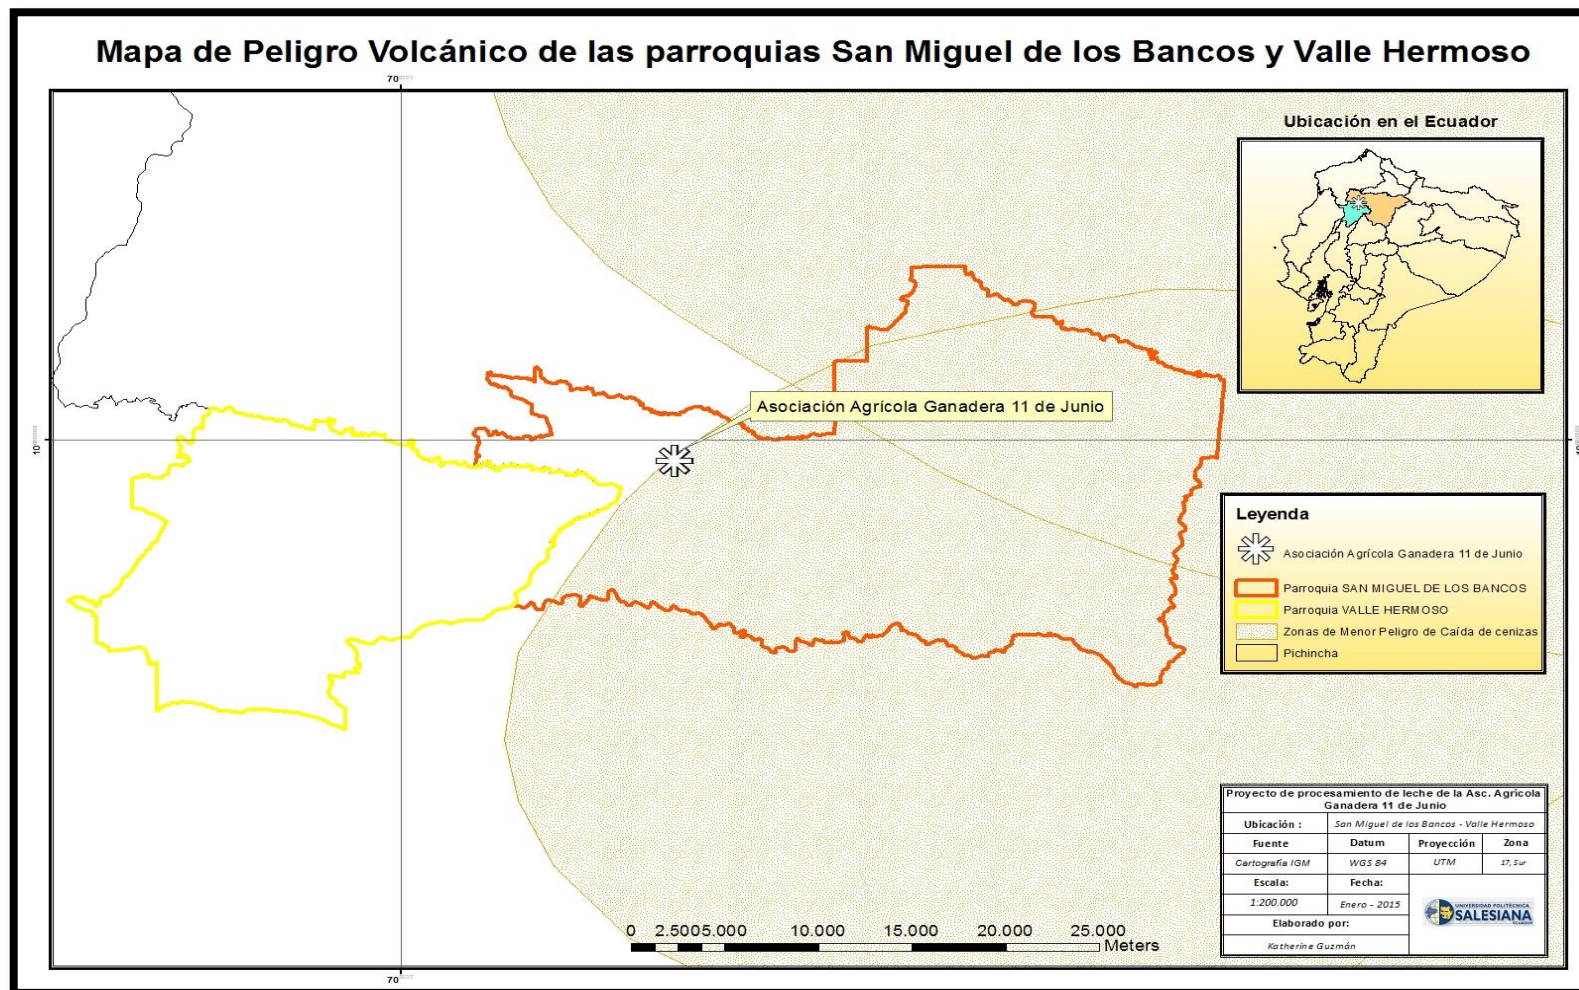 Mapa de Peligro Volcánico de las parroquias San Miguel de los Bancos y Valle Hermoso
70
Ubicación en el Ecuador
Asociación Agrícola Ganadera 11 de Junio
10
Leyenda
Asociación Agrícola Ganadera 11 de Junio
Parroquia SAN MIGUEL DE LOS BANCOS
Parroquia VALLE HERMOSO
Zonas de Menor Peligro de Caída de cenizas
Pichincha
Proyecto de procesamiento de leche de la Asc. Agrícola
Ganadera 11 de Junio
Ubicación : San Miguel de los Bancos - Valle Hermoso
Fuente Datum Proyección Zona
Cartografía IGM WGS 84 UTM 17, Sur
Escala: Fecha:
1:200.000 Enero - 2015
UNIVERSIDAD POLITÉCNICA
SALESIANA
Elaborado por:
Katherine Guzmán
0 2.500 5.000 10.000 15.000 20.000 25.000
Meters
70